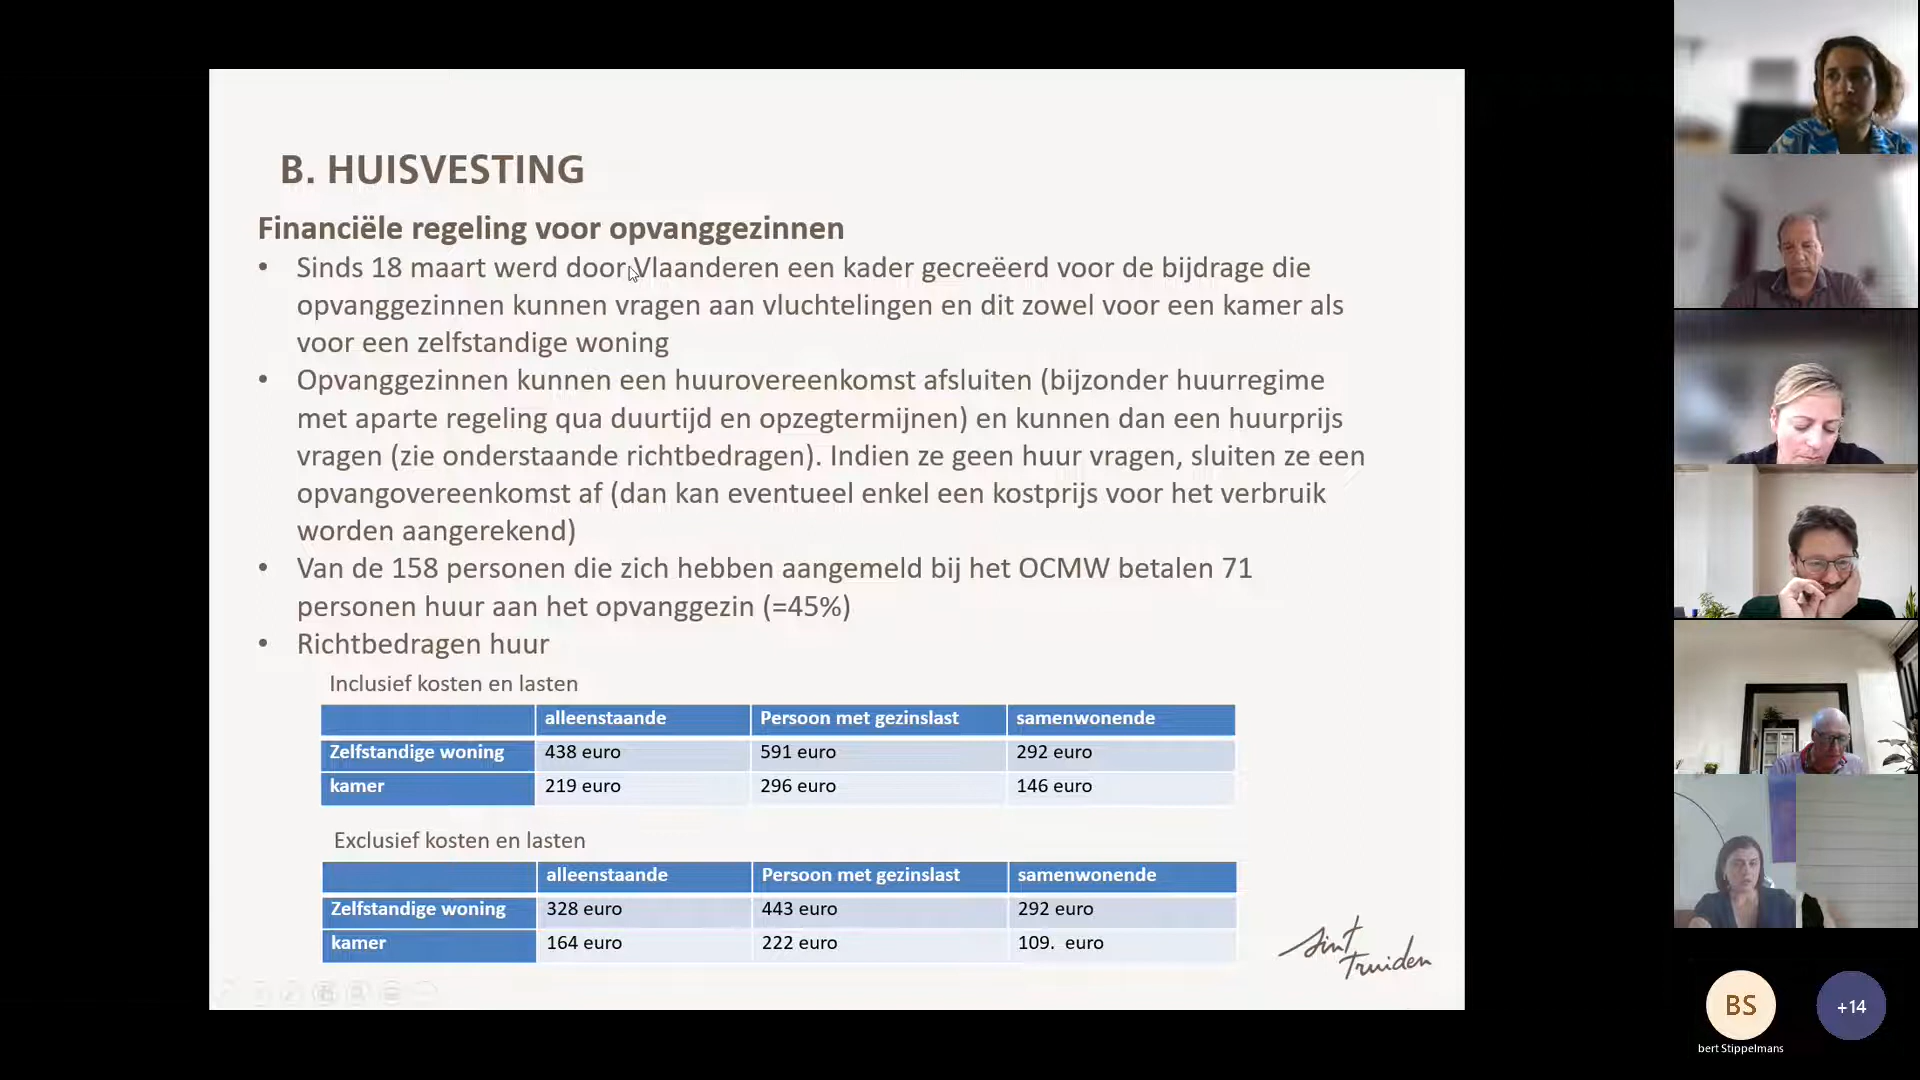 B. HUISVESTING
Financiële regeling voor opvanggezinnen
• Sinds 18 maart werd door Vlaanderen een kader gecreëerd voor de bijdrage die
opvanggezinnen kunnen vragen aan vluchtelingen en dit zowel voor een kamer als
voor een zelfstandige woning
• Opvanggezinnen kunnen een huurovereenkomst afsluiten (bijzonder huurregime
met aparte regeling qua duurtijd en opzegtermijnen) en kunnen dan een huurprijs
vragen (zie onderstaande richtbedragen). Indien ze geen huur vragen, sluiten ze een
opvangovereenkomst af (dan kan eventueel enkel een kostprijs voor het verbruik
worden aangerekend)
• Van de 158 personen die zich hebben aangemeld bij het OCMW betalen 71
personen huur aan het opvanggezin (=45%)
• Richtbedragen huur
Inclusief kosten en lasten
alleenstaande Persoon met gezinslast samenwonende
Zelfstandige woning 438 euro 591 euro 292 euro
kamer 219 euro 296 euro 146 euro
Exclusief kosten en lasten
alleenstaande Persoon met gezinslast samenwonende
Zelfstandige woning 328 euro 443 euro 292 euro
kamer 164 euro 222 euro 109. euro
sint
Truiden
BS
+14
bert Stippelmans